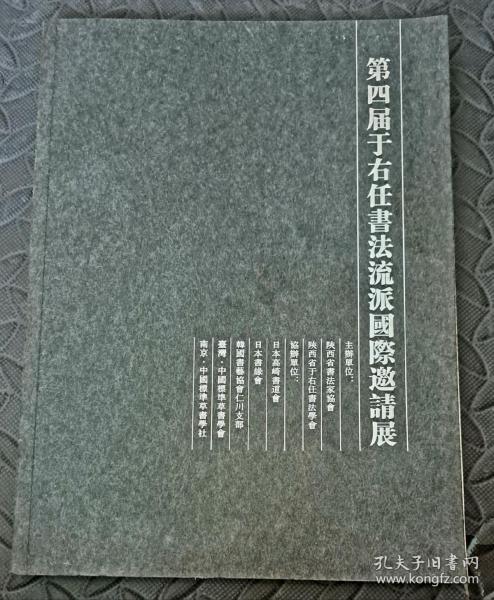 第四届于右任書法流派國際邀請展
主辦單位：
陝西省書法家協會
陝西省于右任書法學會
協辦單位：
日本高崎書道會
日本書緣會
韓國書藝協會仁川支部
臺灣·中國標準草書學會
南京·中國標準草書學社
孔夫子旧書网
www.kongfz.com